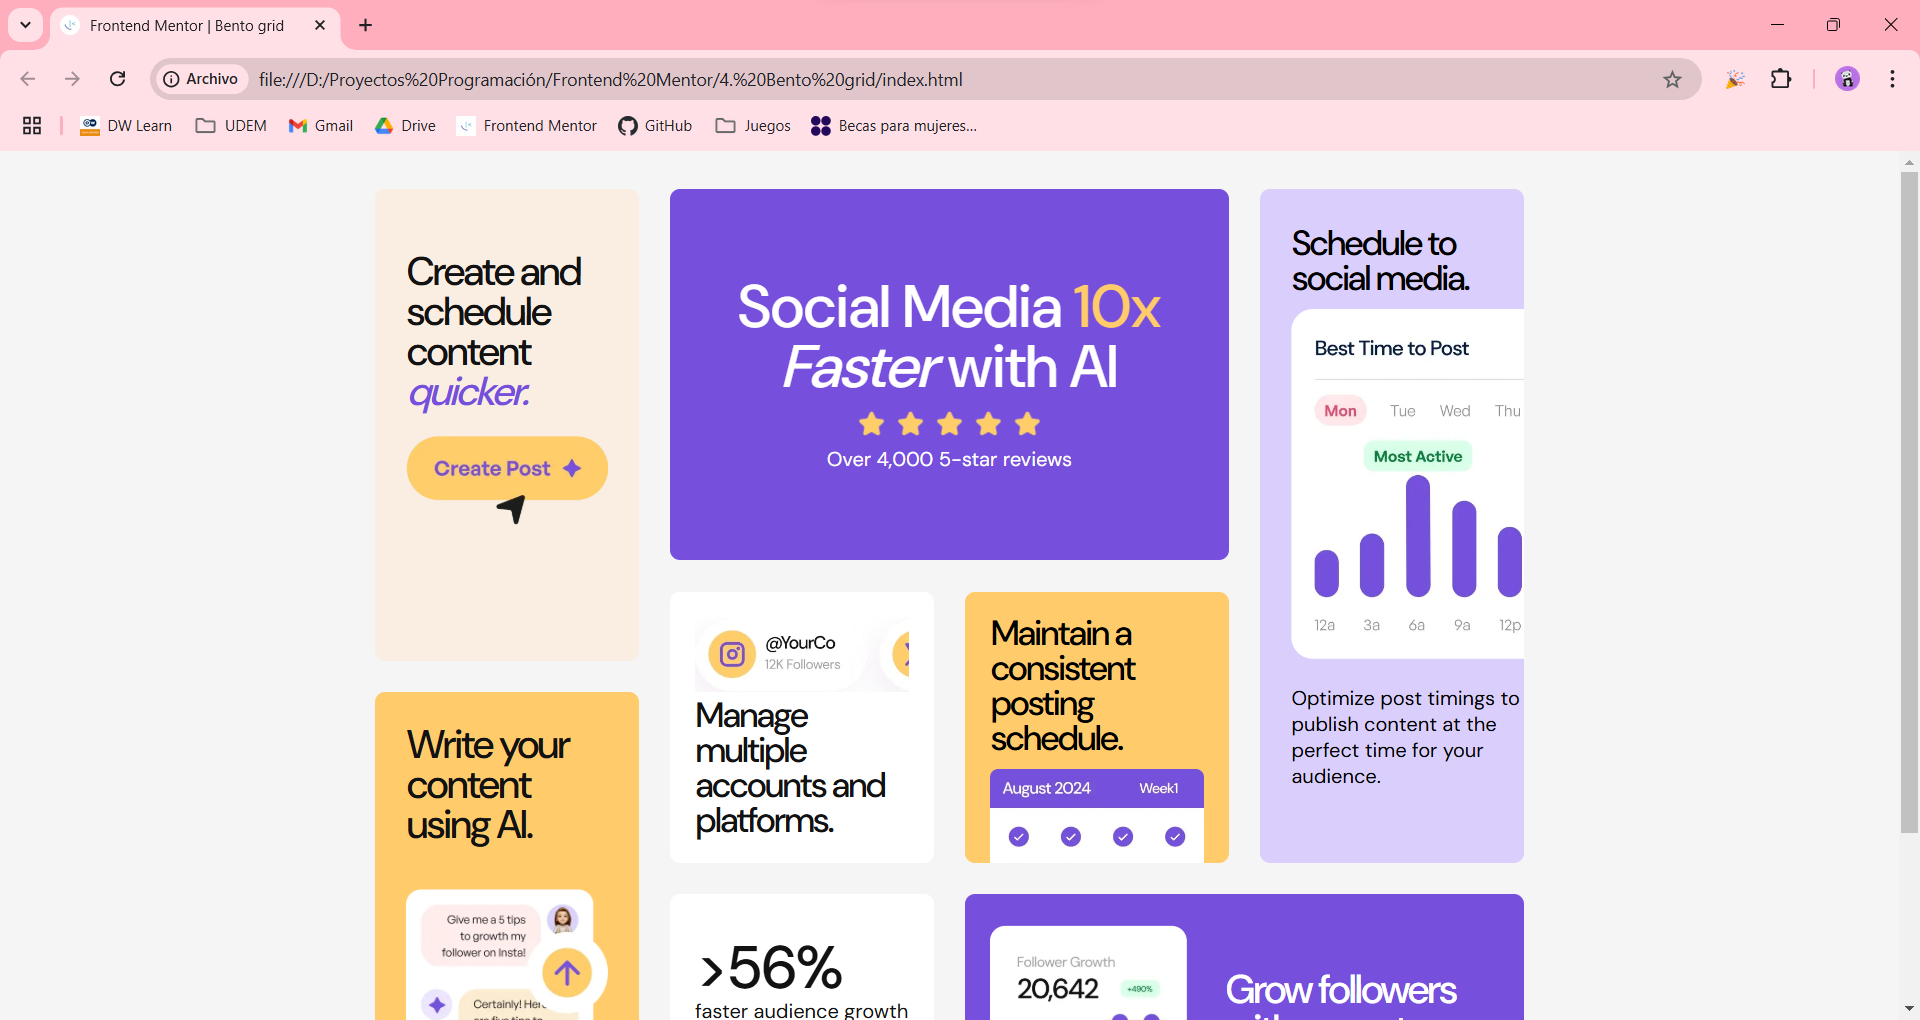 Frontend Mentor | Bento grid
Archivo
file:///D:/Proyectos%20Programación/Frontend%20Mentor/4.%20Bento%20grid/index.html
DW Learn
UDEM
Gmail
Drive
Frontend Mentor
GitHub
Juegos
Becas para mujeres...
Create and
schedule
content
quicker.
Create Post
Social Media 10x
Faster with AI
Over 4,000 5-star reviews
Schedule to
social media.
Best Time to Post
Mon Tue Wed Thu
Most Active
12a 3a 6a 9a 12p
Optimize post timings to
publish content at the
perfect time for your
audience.
@YourCo
12K Followers
Manage
multiple
accounts and
platforms.
Maintain a
consistent
posting
schedule.
August 2024 Week1
Write your
content
using AI.
Give me a 5 tips
to growth my
follower on Insta!
Certainly! Here
are five tips to
>56%
faster audience growth
Follower Growth
20,642
+490%
Grow followers